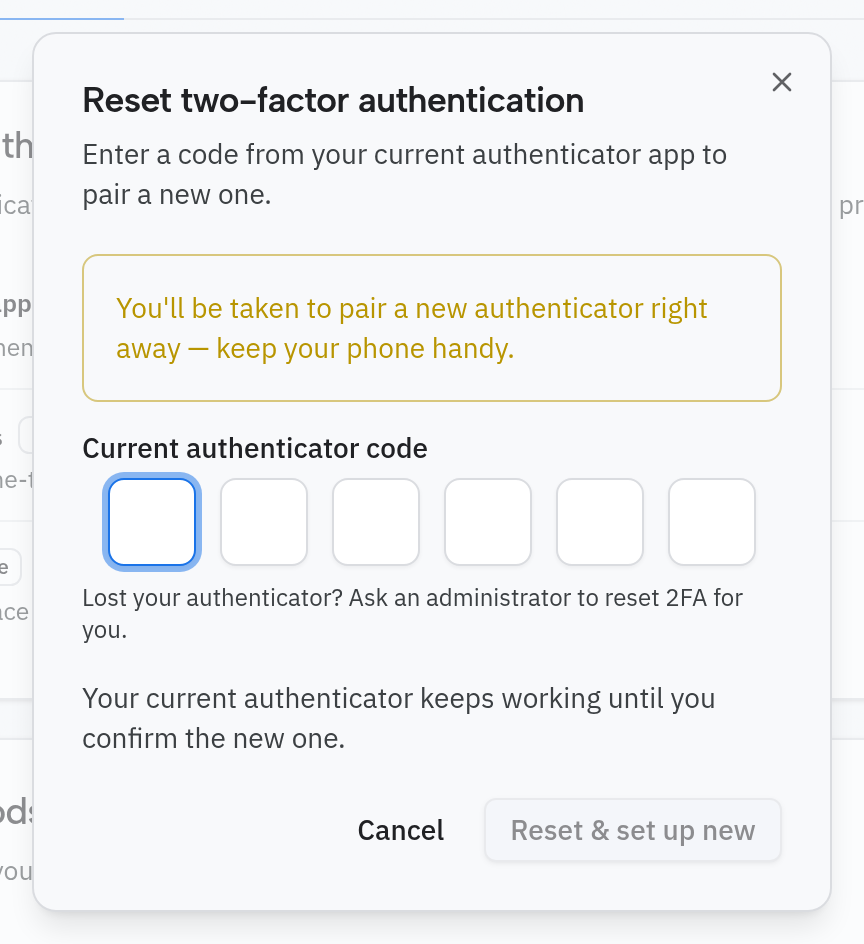 Reset two-factor authentication
Enter a code from your current authenticator app to
pair a new one.
You'll be taken to pair a new authenticator right
away — keep your phone handy.
Current authenticator code
Lost your authenticator? Ask an administrator to reset 2FA for
you.
Your current authenticator keeps working until you
confirm the new one.
Cancel
Reset & set up new